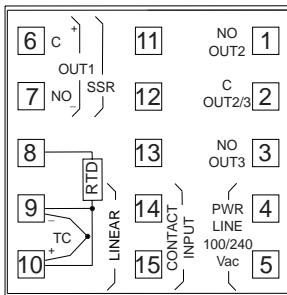 6 C +
OUT1
7 NO –
SSR
8
RTD
9 –
TC
10 +
LINEAR
11
12
13
14
15
CONTACT
INPUT
NO
OUT2
1
C
OUT2/3
2
NO
OUT3
3
PWR
LINE
100/240
Vac
4
5